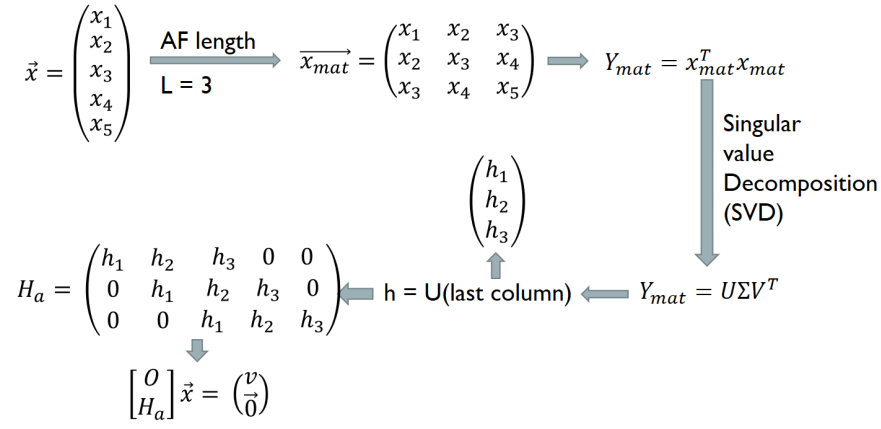 x⃗ = (x₁ x₂ x₃ x₄ x₅)
AF length
L = 3
x_mat⃗ = (x₁ x₂ x₃
x₂ x₃ x₄
x₃ x₄ x₅)
Y_mat = x_mat^T x_mat
Singular
value
Decomposition
(SVD)
Y_mat = UΣV^T
h = U(last column)
(h₁
h₂
h₃)
H_a = (h₁ h₂ h₃ 0 0
0 h₁ h₂ h₃ 0
0 0 h₁ h₂ h₃)
[O
H_a] x⃗ = (v
0⃗)